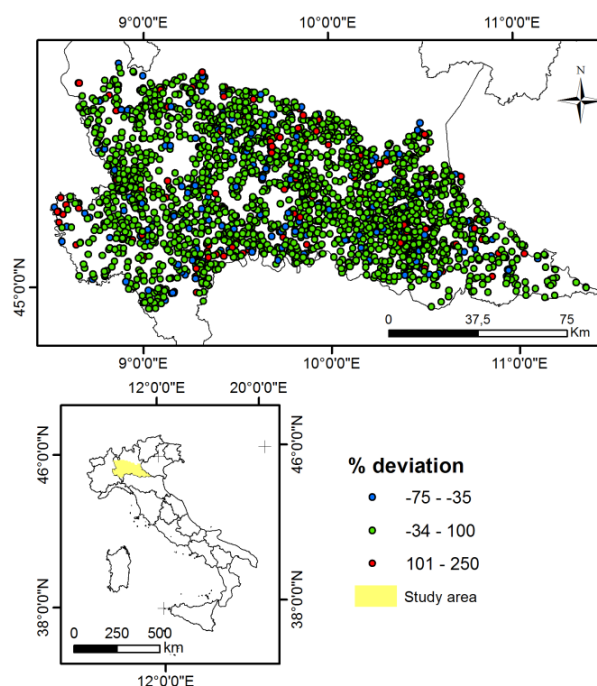 9°0'0"E 10°0'0"E 11°0'0"E
N
45°0'0"N
0 37,5 75
Km
9°0'0"E 10°0'0"E 11°0'0"E
12°0'0"E 20°0'0"E
46°0'0"N 46°0'0"N
38°0'0"N 38°0'0"N
0 250 500
km
12°0'0"E
% deviation
-75 - -35
-34 - 100
101 - 250
Study area